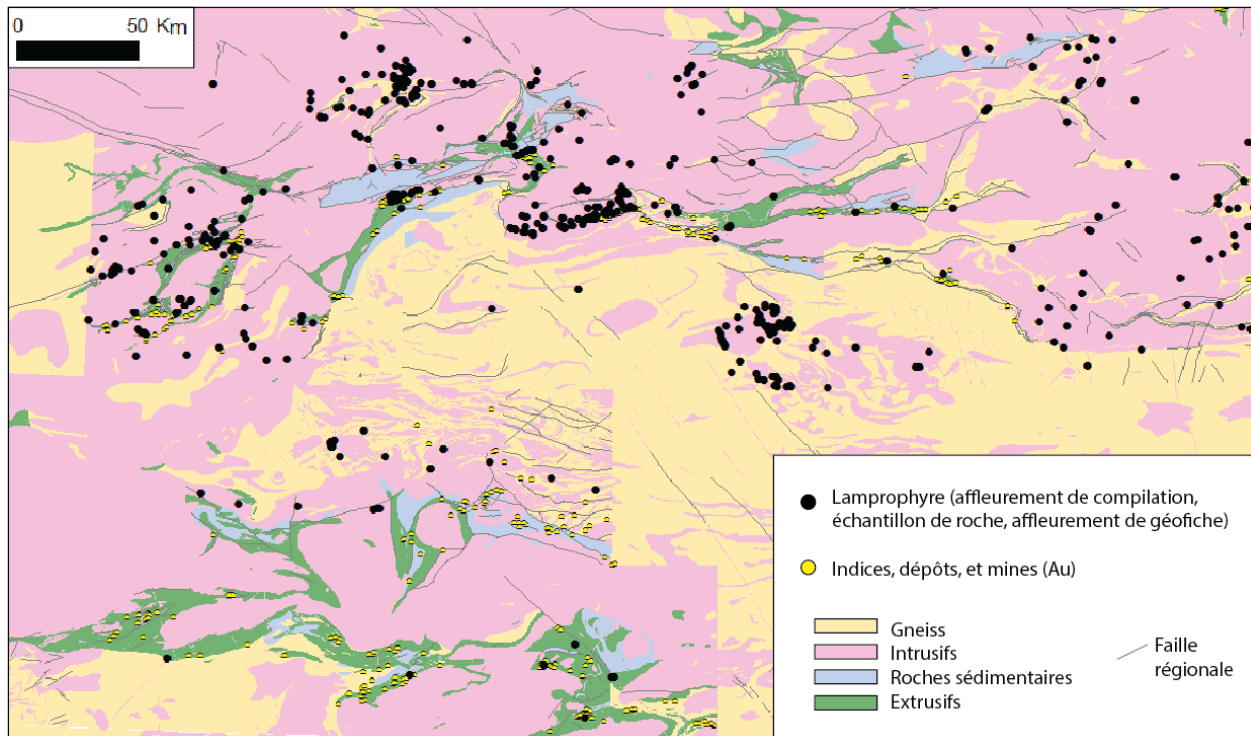 0 50 Km
Lamprophyre (affleurement de compilation,
échantillon de roche, affleurement de géofiche)
Indices, dépôts, et mines (Au)
Gneiss
Intrusifs
Roches sédimentaires
Extrusifs
Faille
régionale